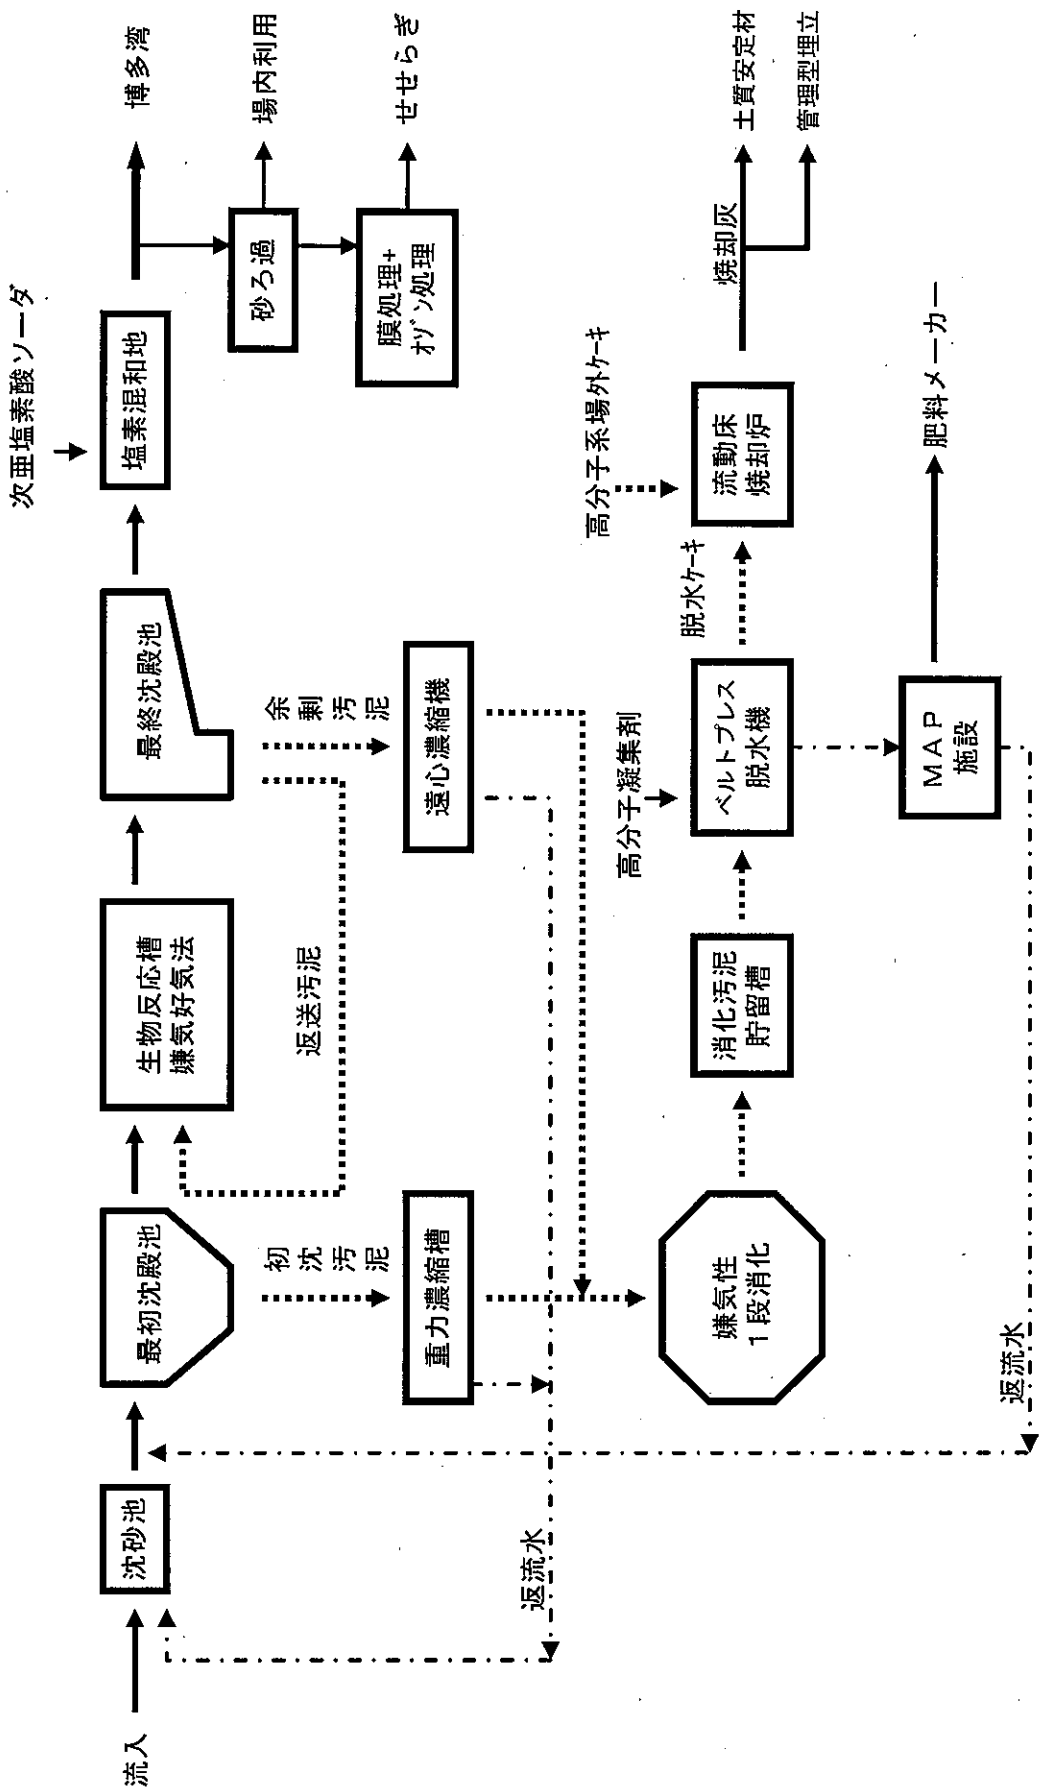 次亜塩素酸ソーダ
流入
沈砂池
最初沈殿池
生物反応槽
嫌気好気法
最終沈殿池
塩素混和地
博多湾
砂ろ過
場内利用
膜処理+
オゾン処理
せせらぎ
初沈汚泥
返送汚泥
余剰汚泥
重力濃縮槽
遠心濃縮機
返流水
高分子凝集剤
高分子系場外ケーキ
嫌気性
1段消化
消化汚泥
貯留槽
ベルトプレス
脱水機
脱水ケーキ
流動床
焼却炉
焼却灰
土質安定材
管理型埋立
MAP
施設
肥料メーカー
返流水